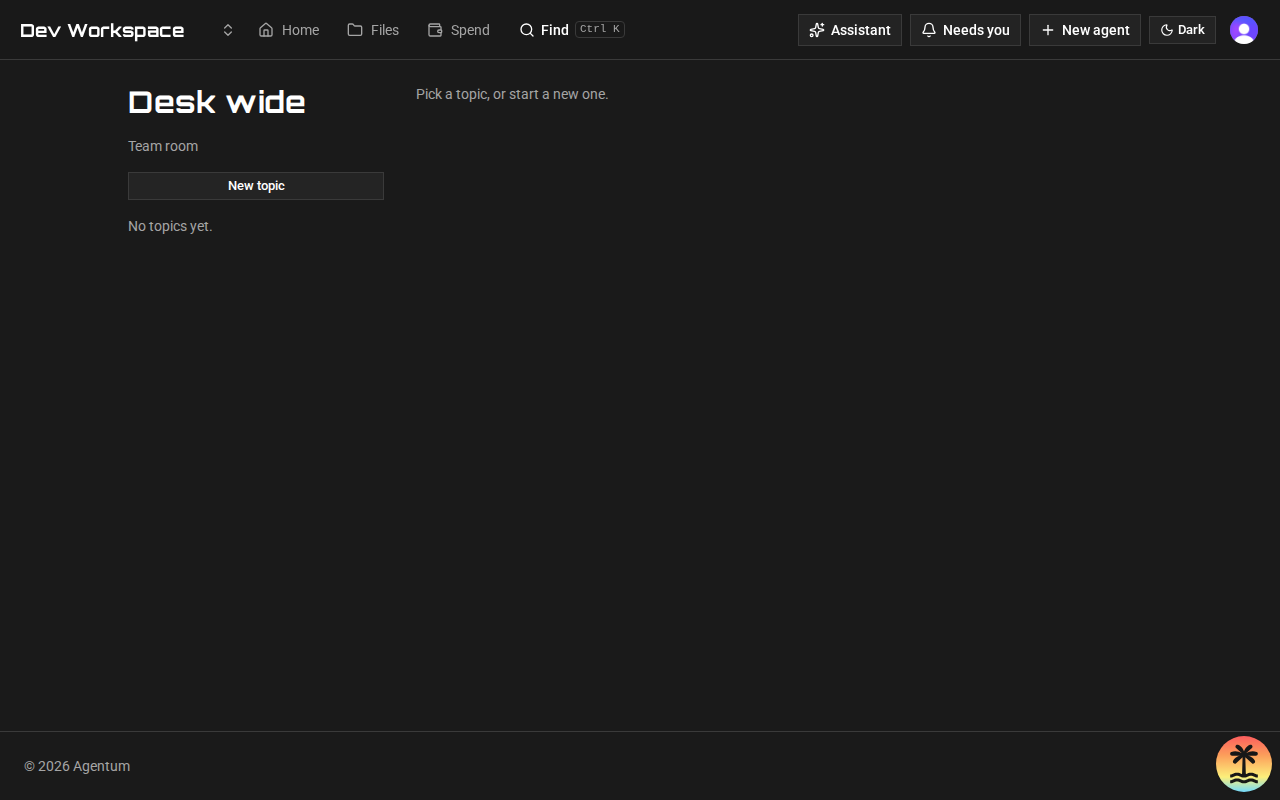 Dev Workspace
Home
Files
Spend
Find Ctrl K
Assistant
Needs you
New agent
Dark
Desk wide
Team room
New topic
No topics yet.
Pick a topic, or start a new one.
© 2026 Agentum